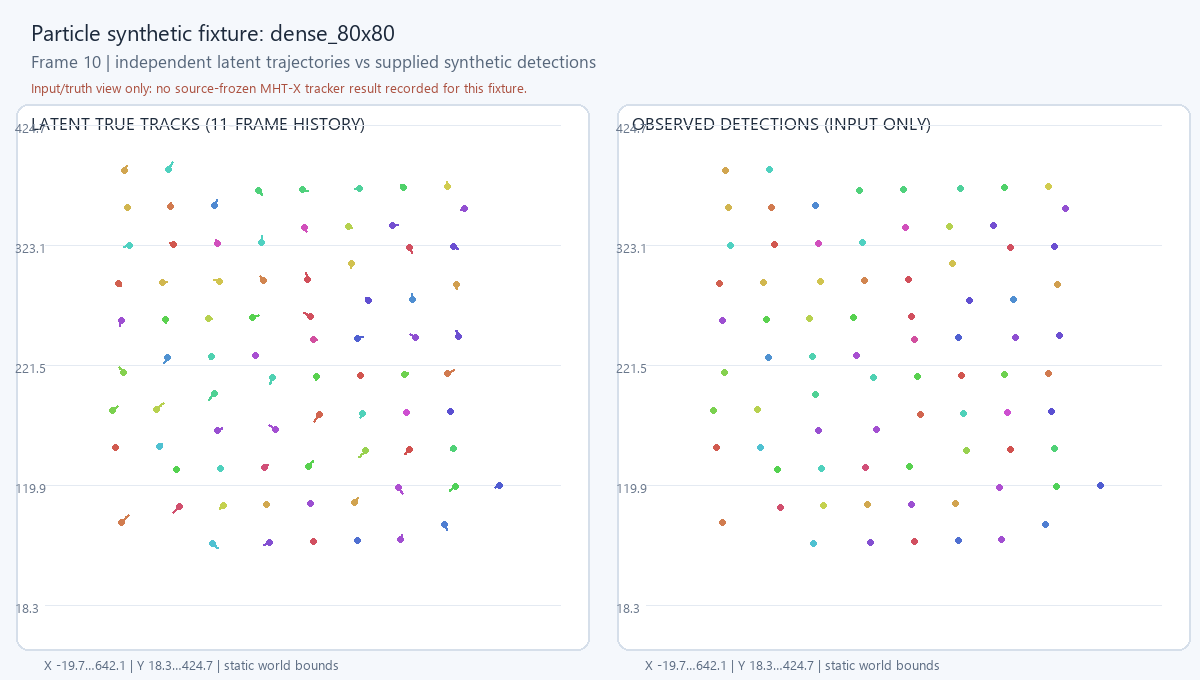 Particle synthetic fixture: dense_80x80
Frame 10 | independent latent trajectories vs supplied synthetic detections
Input/truth view only: no source-frozen MHT-X tracker result recorded for this fixture.
LATENT TRUE TRACKS (11-FRAME HISTORY)
424.7
323.1
221.5
119.9
18.3
X -19.7...642.1 | Y 18.3...424.7 | static world bounds
OBSERVED DETECTIONS (INPUT ONLY)
424.7
323.1
221.5
119.9
18.3
X -19.7...642.1 | Y 18.3...424.7 | static world bounds